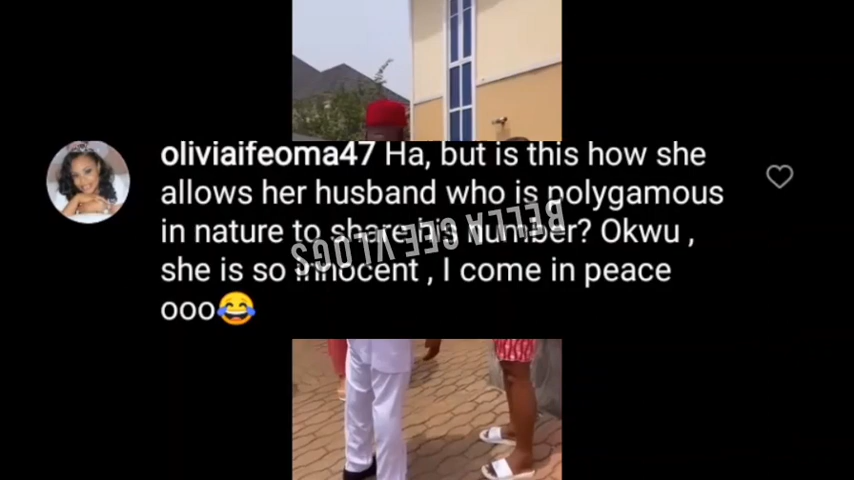 oliviaifeoma47 Ha, but is this how she
allows her husband who is polygamous
in nature to share his number? Okwu ,
she is so innocent , I come in peace
ooo😂
BELLA GEE VLOGS